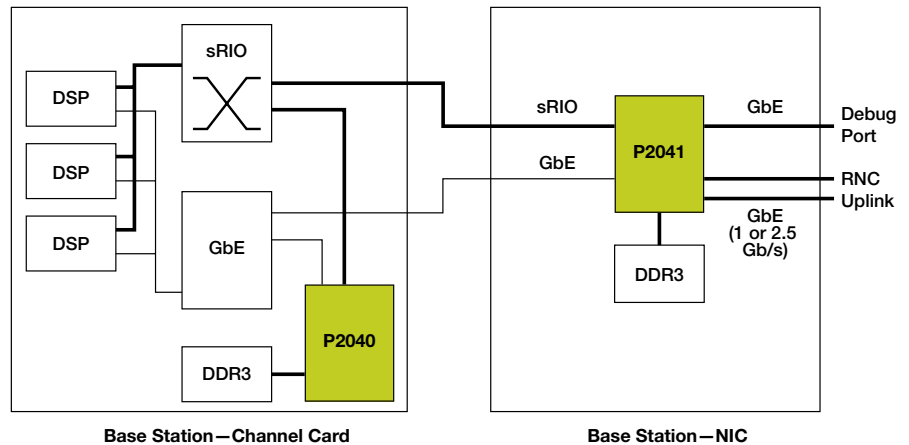 sRIO
DSP
DSP
DSP
GbE
P2040
DDR3
Base Station—Channel Card
sRIO
GbE
P2041
GbE
Debug
Port
RNC
Uplink
GbE
(1 or 2.5
Gb/s)
DDR3
Base Station—NIC